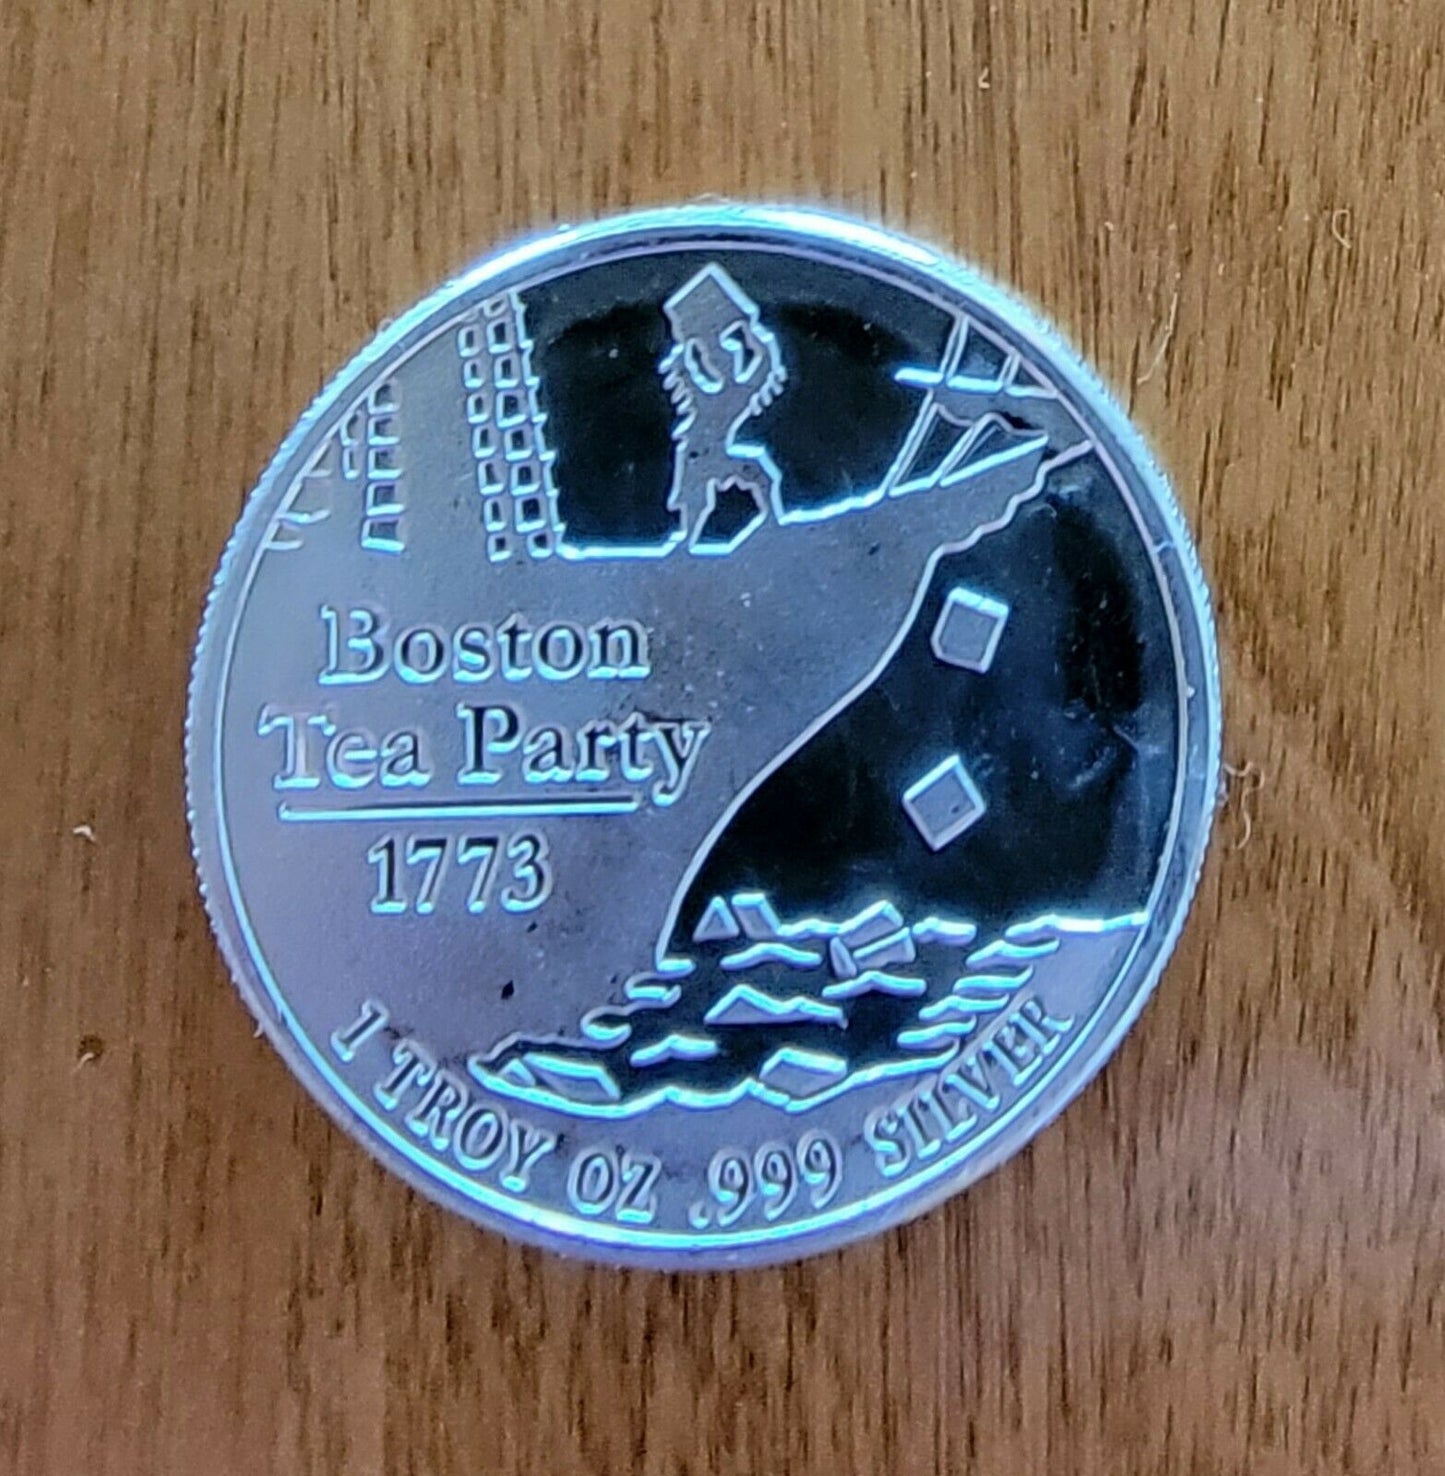 Boston
Tea Party
1773
1 TROY OZ .999 SILVER